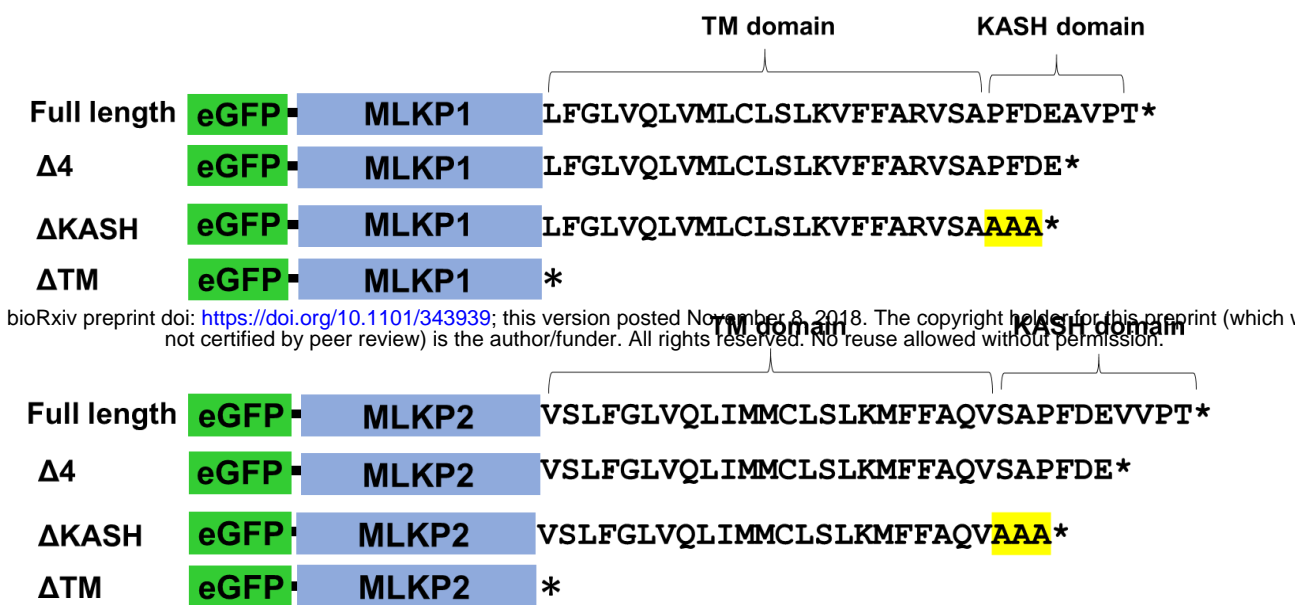 TM domain KASH domain
Full length eGFP MLKP1 LFGLVQLVMLCLSLKVFFARVSAPFDEAVPT*
Δ4 eGFP MLKP1 LFGLVQLVMLCLSLKVFFARVSAPFDE*
ΔKASH eGFP MLKP1 LFGLVQLVMLCLSLKVFFARVSAAAA*
ΔTM eGFP MLKP1 *
bioRxiv preprint doi: https://doi.org/10.1101/343939; this version posted November 8, 2018. The copyright holder for this preprint (which w
not certified by peer review) is the author/funder. All rights reserved. No reuse allowed without permission.
TM domain KASH domain
Full length eGFP MLKP2 VSLFGLVQLIMMCLSLKMFFAQVSAPFDEVVPT*
Δ4 eGFP MLKP2 VSLFGLVQLIMMCLSLKMFFAQVSAPFDE*
ΔKASH eGFP MLKP2 VSLFGLVQLIMMCLSLKMFFAQVAAA*
ΔTM eGFP MLKP2 *